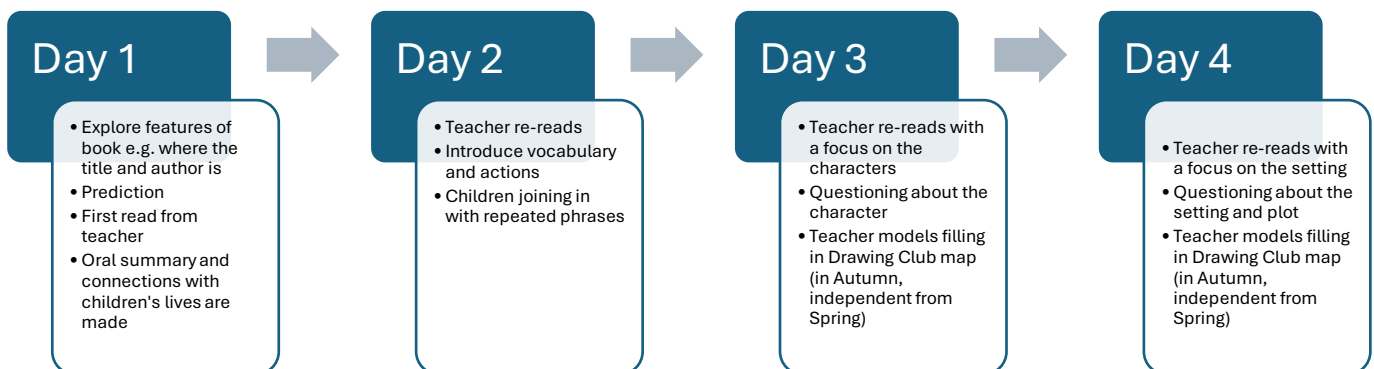 Day 1
• Explore features of
book e.g. where the
title and author is
• Prediction
• First read from
teacher
• Oral summary and
connections with
children's lives are
made
Day 2
• Teacher re-reads
• Introduce vocabulary
and actions
• Children joining in
with repeated phrases
Day 3
• Teacher re-reads with
a focus on the
characters
• Questioning about the
character
• Teacher models filling
in Drawing Club map
(in Autumn,
independent from
Spring)
Day 4
• Teacher re-reads with
a focus on the setting
• Questioning about the
setting and plot
• Teacher models filling
in Drawing Club map
(in Autumn,
independent from
Spring)